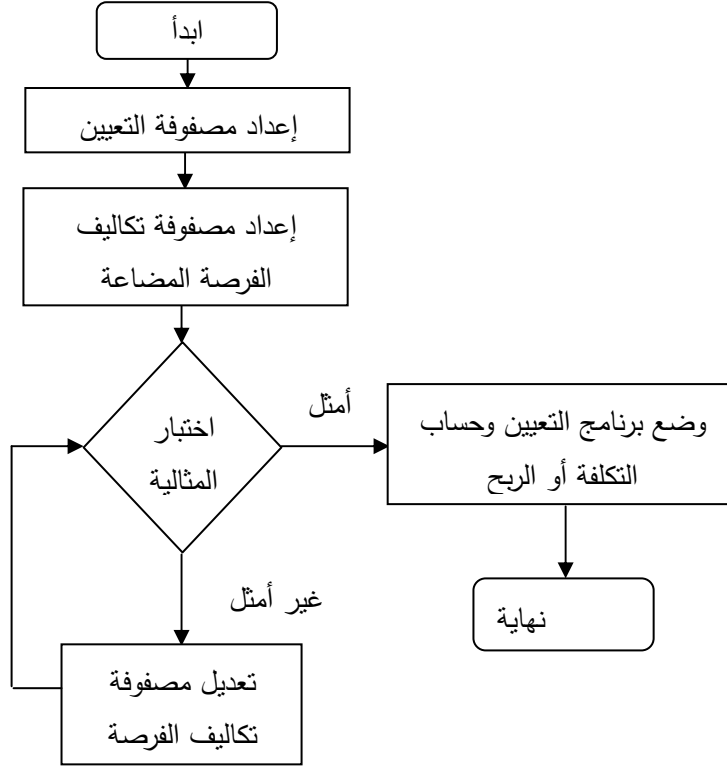 ابدأ
إعداد مصفوفة التعيين
إعداد مصفوفة تكاليف
الفرصة المضاعة
اختبار
المثالية
أمثل
وضع برنامج التعيين وحساب
التكلفة أو الربح
نهاية
غير أمثل
تعديل مصفوفة
تكاليف الفرصة